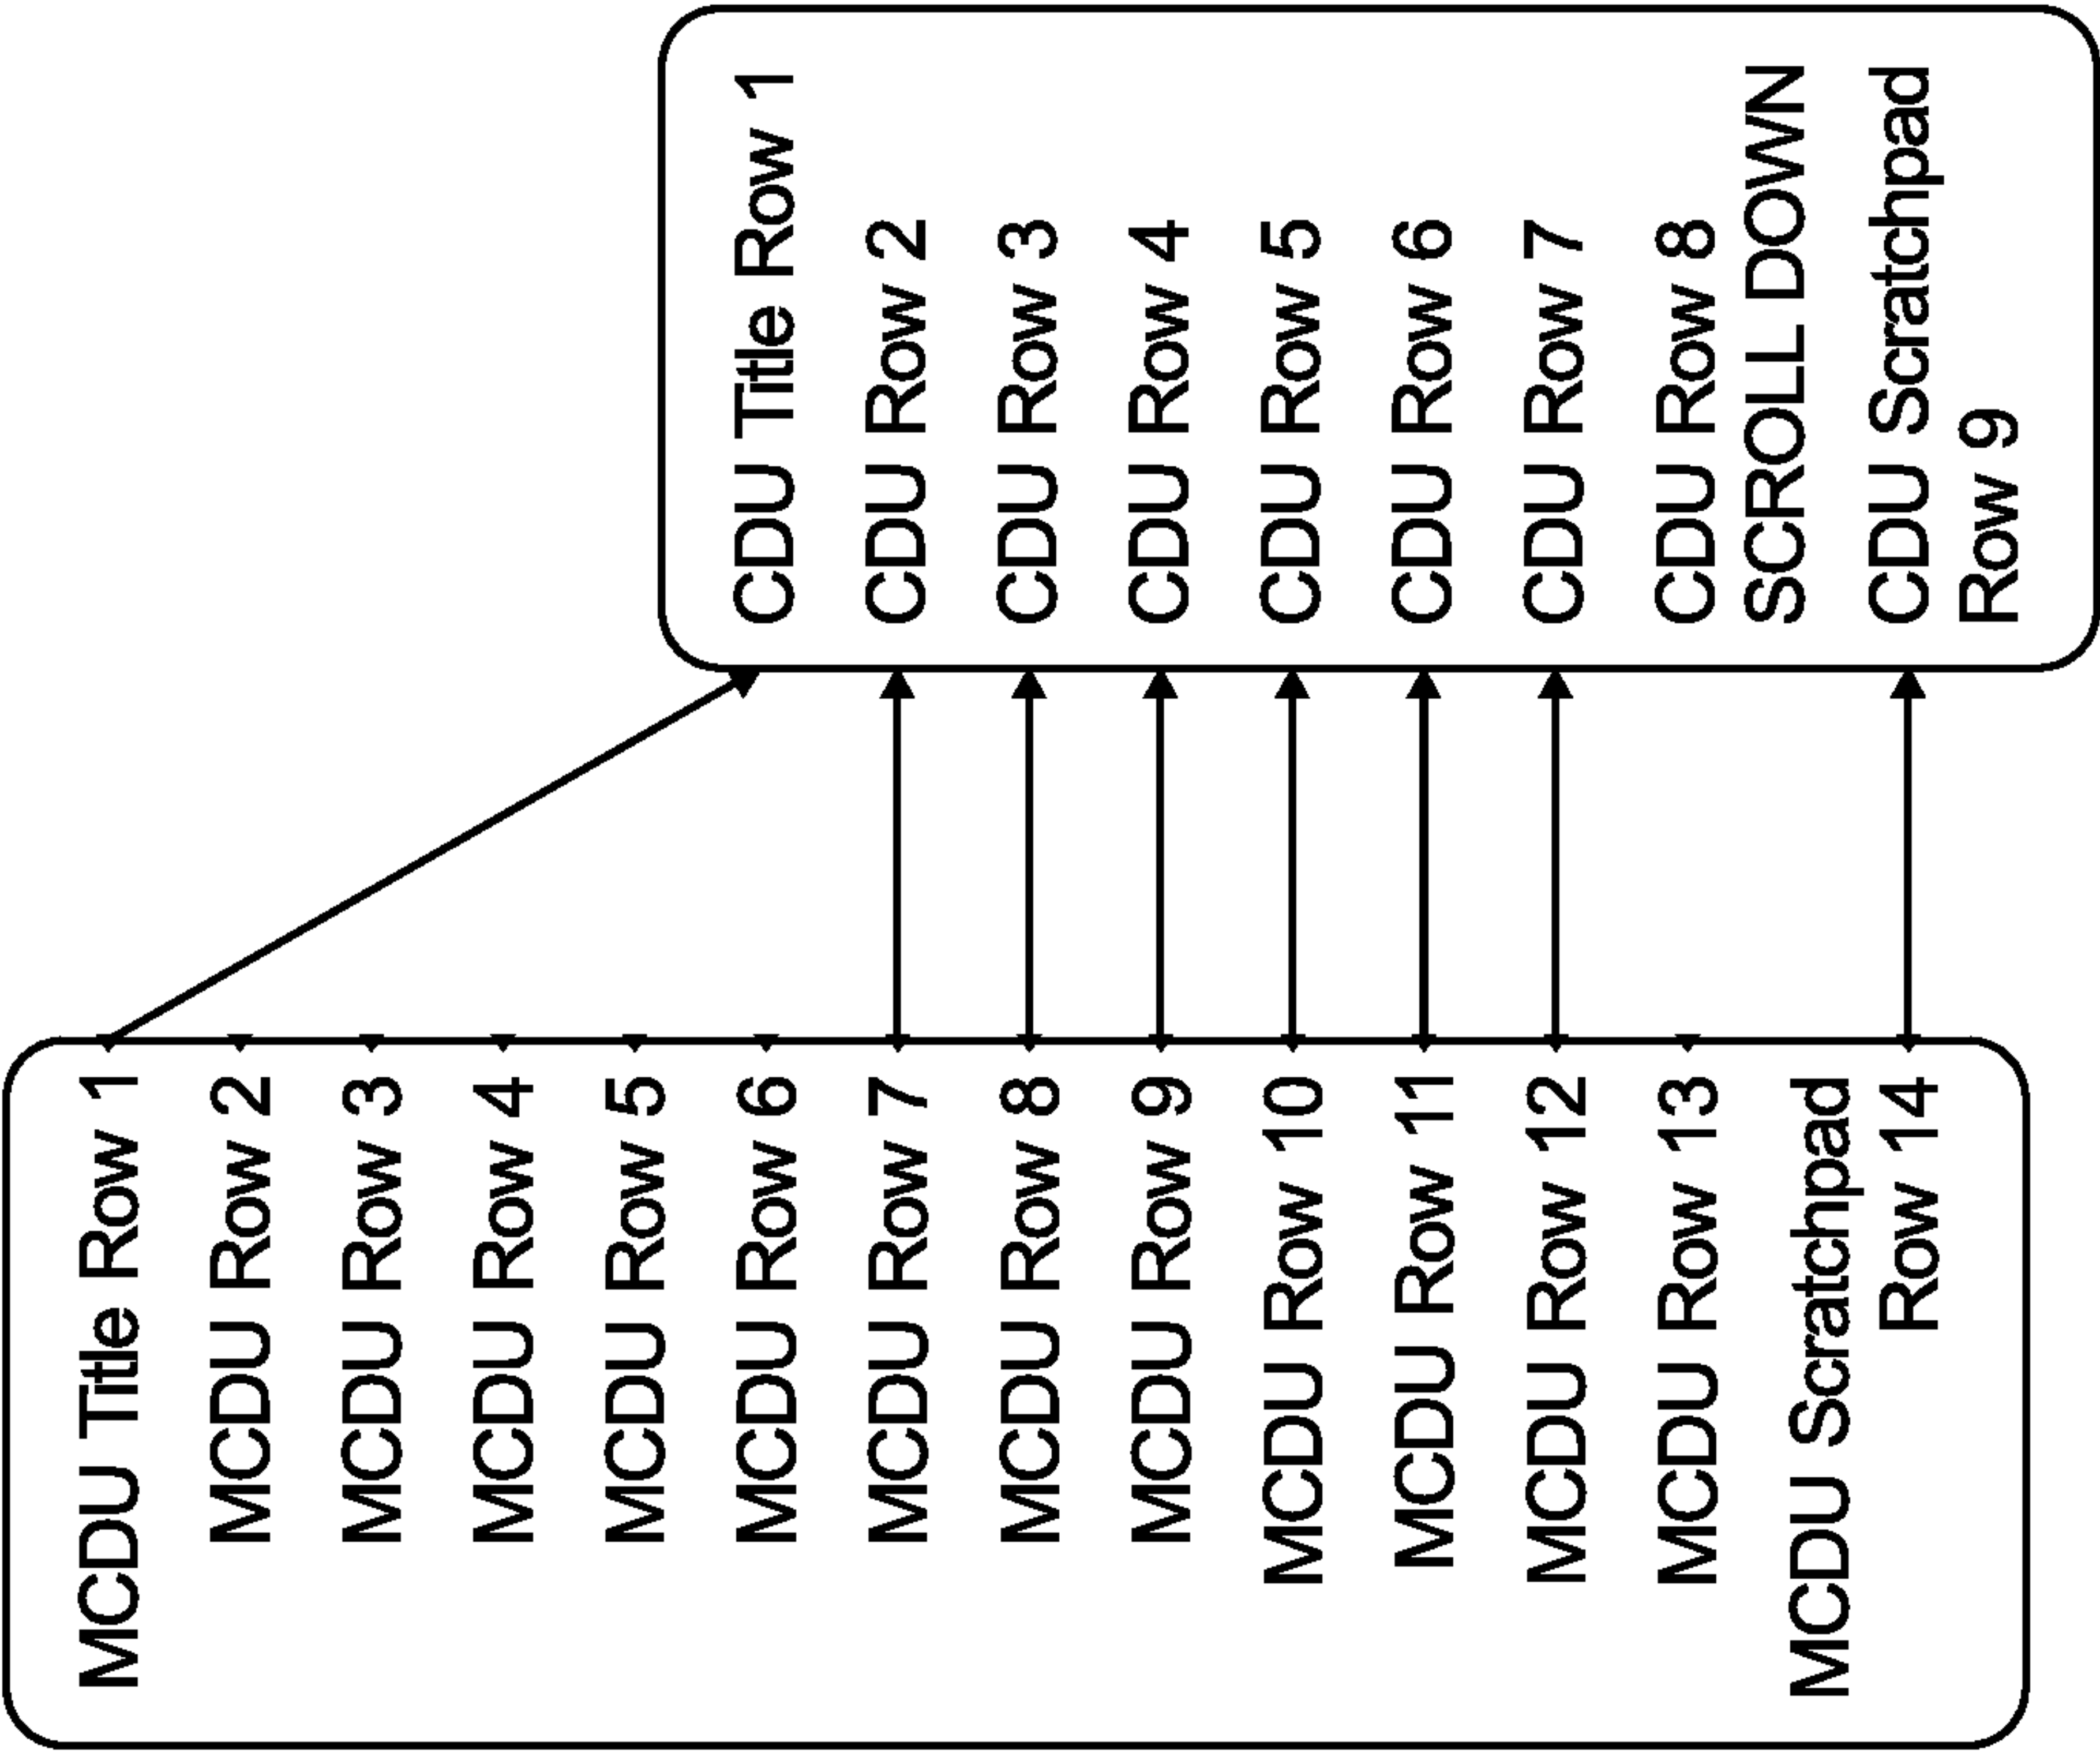 MCDU Title Row 1
MCDU Row 2
MCDU Row 3
MCDU Row 4
MCDU Row 5
MCDU Row 6
MCDU Row 7
MCDU Row 8
MCDU Row 9
MCDU Row 10
MCDU Row 11
MCDU Row 12
MCDU Row 13
MCDU Scratchpad
Row 14
CDU Title Row 1
CDU Row 2
CDU Row 3
CDU Row 4
CDU Row 5
CDU Row 6
CDU Row 7
CDU Row 8
SCROLL DOWN
CDU Scratchpad
Row 9